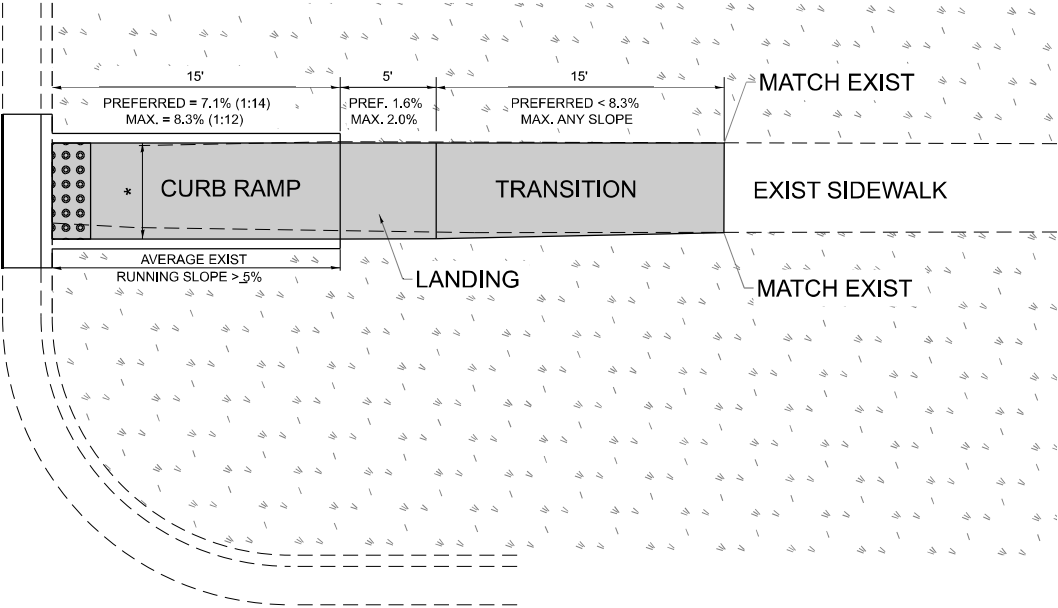 15'
5'
15'
PREFERRED = 7.1% (1:14)
MAX. = 8.3% (1:12)
PREF. 1.6%
MAX. 2.0%
PREFERRED < 8.3%
MAX. ANY SLOPE
MATCH EXIST
*
CURB RAMP
TRANSITION
EXIST SIDEWALK
AVERAGE EXIST
RUNNING SLOPE > 5%
LANDING
MATCH EXIST